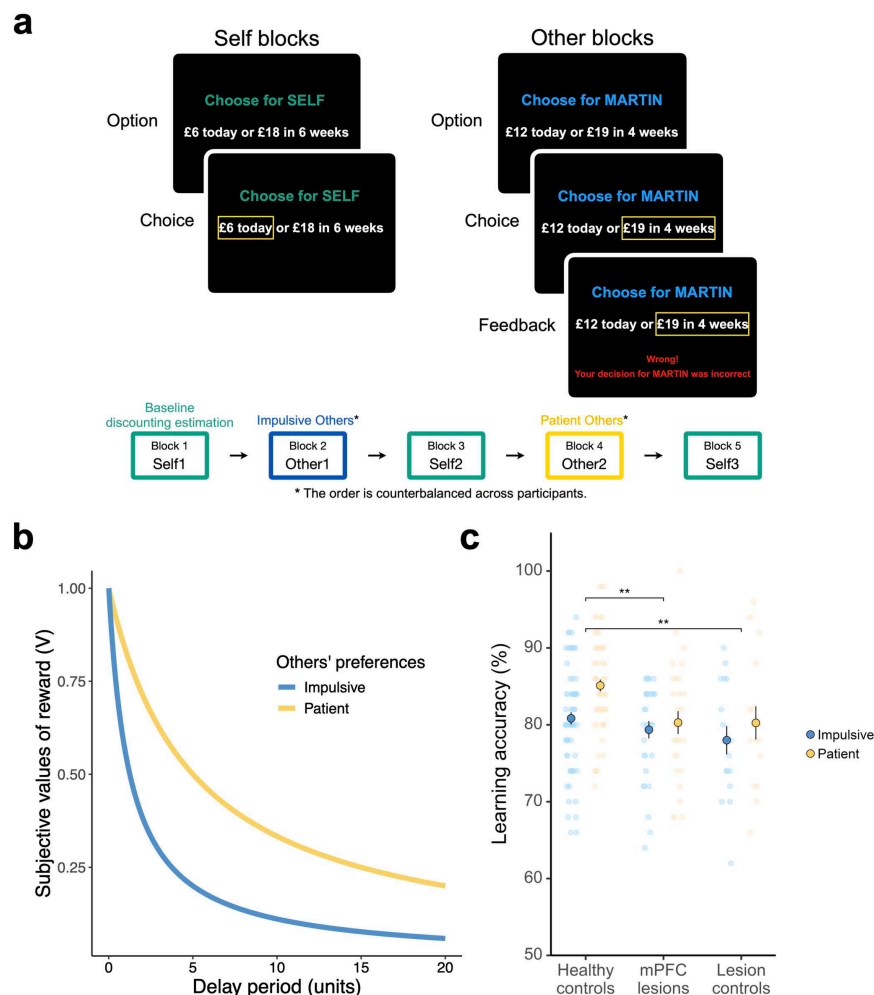 a
Self blocks
Other blocks
Option
Choose for SELF
£6 today or £18 in 6 weeks
Choice
Choose for SELF
£6 today or £18 in 6 weeks
Option
Choose for MARTIN
£12 today or £19 in 4 weeks
Choice
Choose for MARTIN
£12 today or £19 in 4 weeks
Feedback
Choose for MARTIN
£12 today or £19 in 4 weeks
Wrong!
Your decision for MARTIN was incorrect
Baseline
discounting estimation
Impulsive Others*
Patient Others*
Block 1
Self1
Block 2
Other1
Block 3
Self2
Block 4
Other2
Block 5
Self3
* The order is counterbalanced across participants.
b
Subjective values of reward (V)
1.00
0.75
0.50
0.25
0
5
10
15
20
Delay period (units)
Others' preferences
Impulsive
Patient
c
Learning accuracy (%)
100
90
80
70
60
50
**
**
Healthy
controls
mPFC
lesions
Lesion
controls
Impulsive
Patient